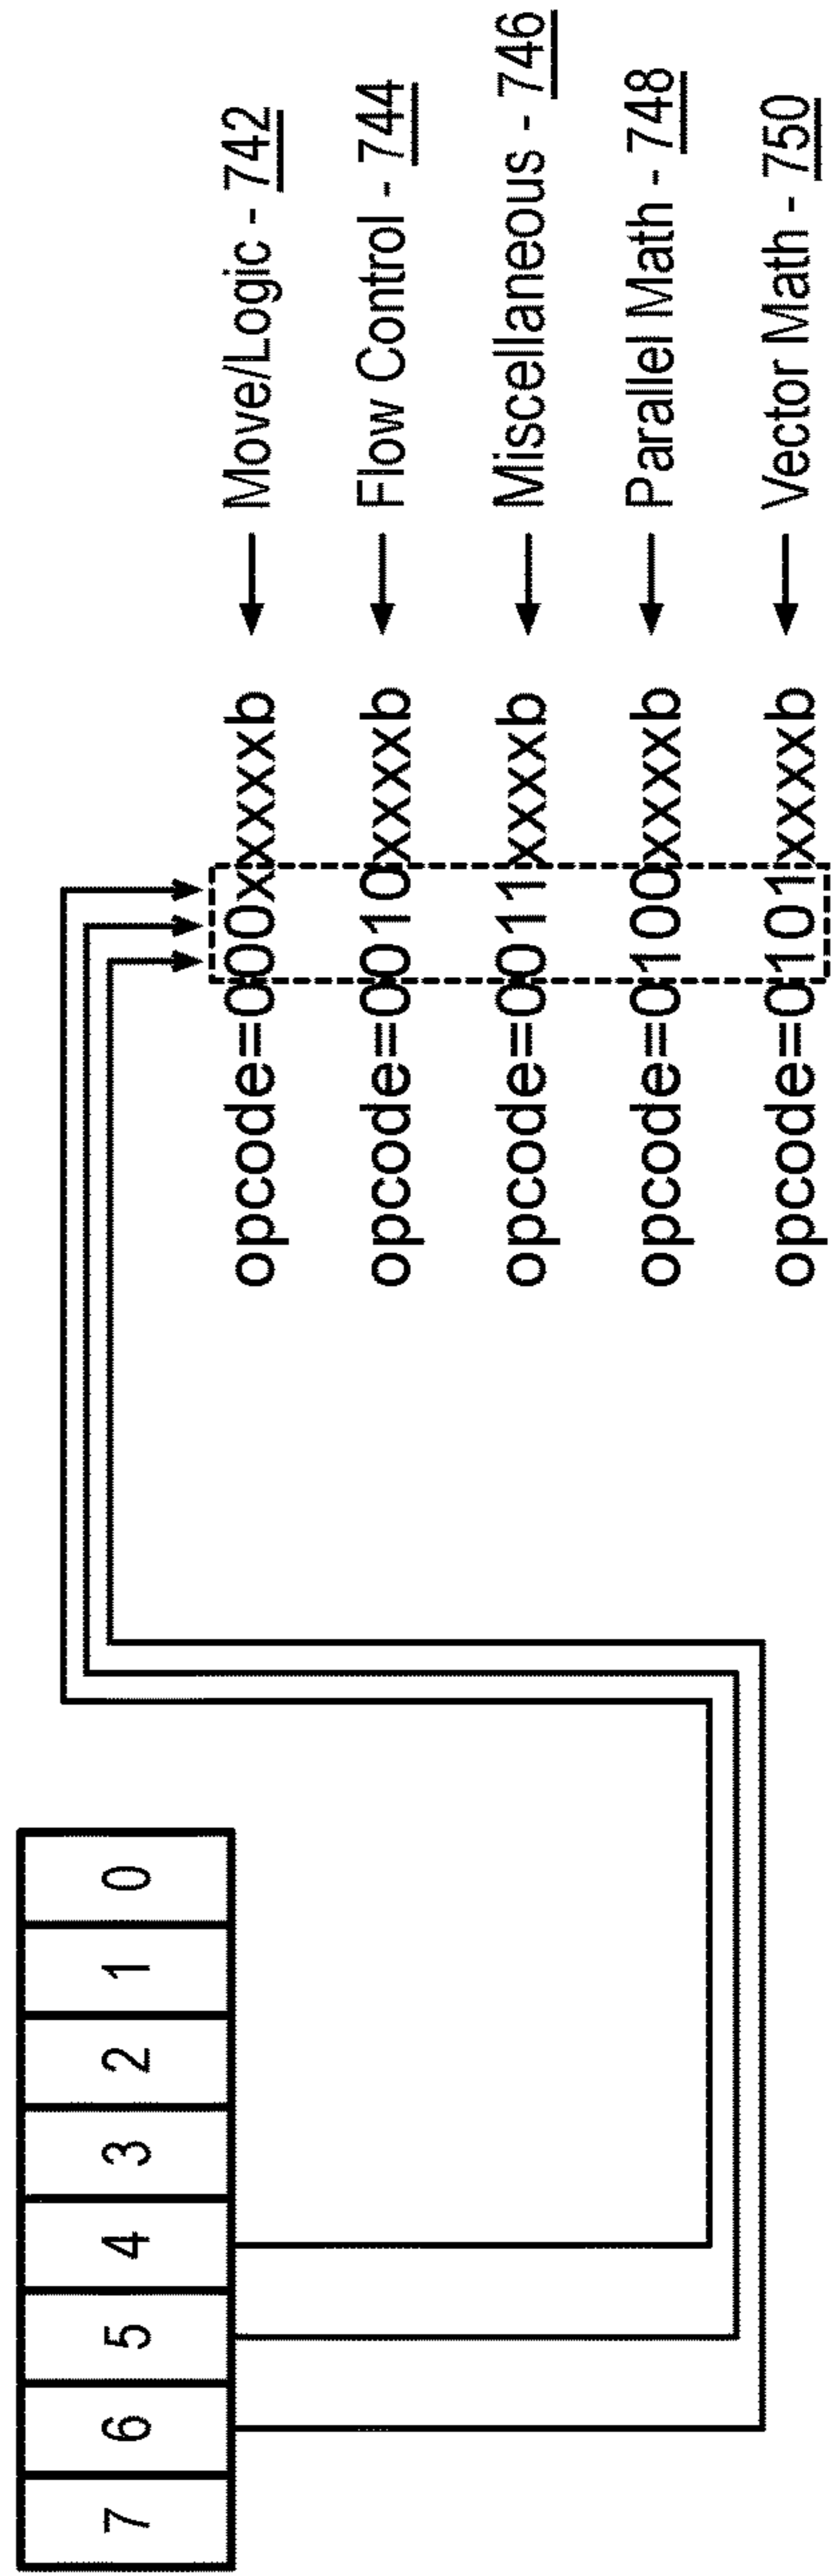 7 6 5 4 3 2 1 0
opcode=000xxxxxb ← Move/Logic - 742
opcode=0010xxxxb ← Flow Control - 744
opcode=0011xxxxb ← Miscellaneous - 746
opcode=0100xxxxb ← Parallel Math - 748
opcode=0101xxxxb ← Vector Math - 750